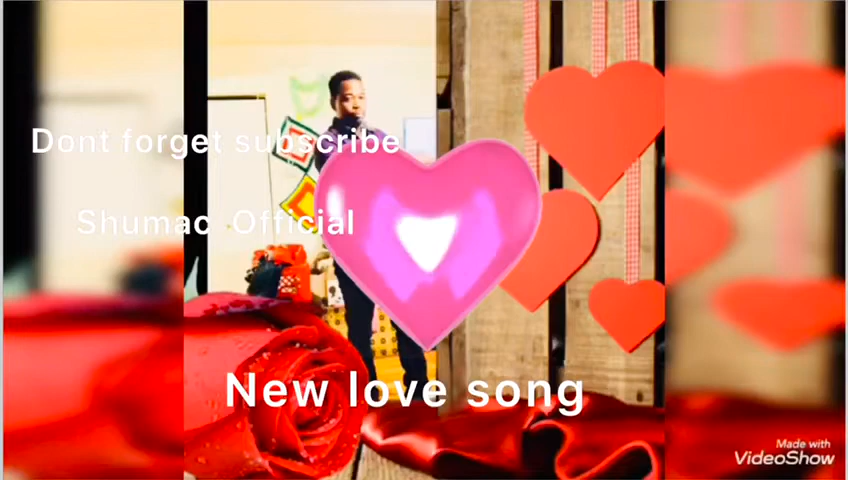 Dont forget subscribe
Shumac Official
New love song
Made with
VideoShow